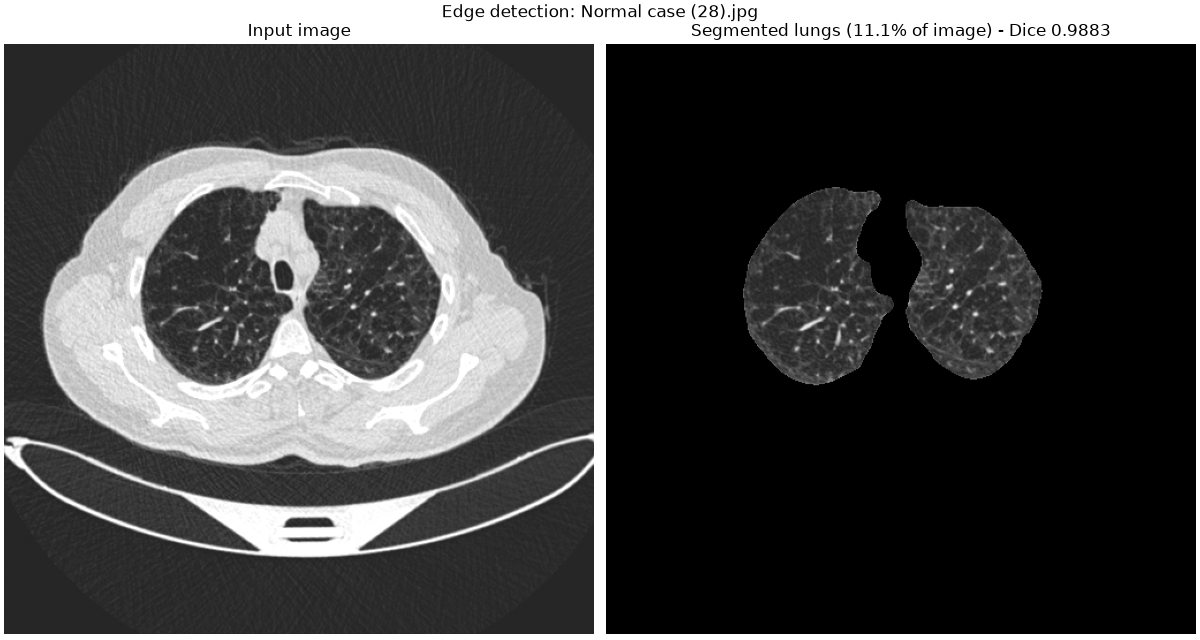 Edge detection: Normal case (28).jpg
Input image
Segmented lungs (11.1% of image) - Dice 0.9883